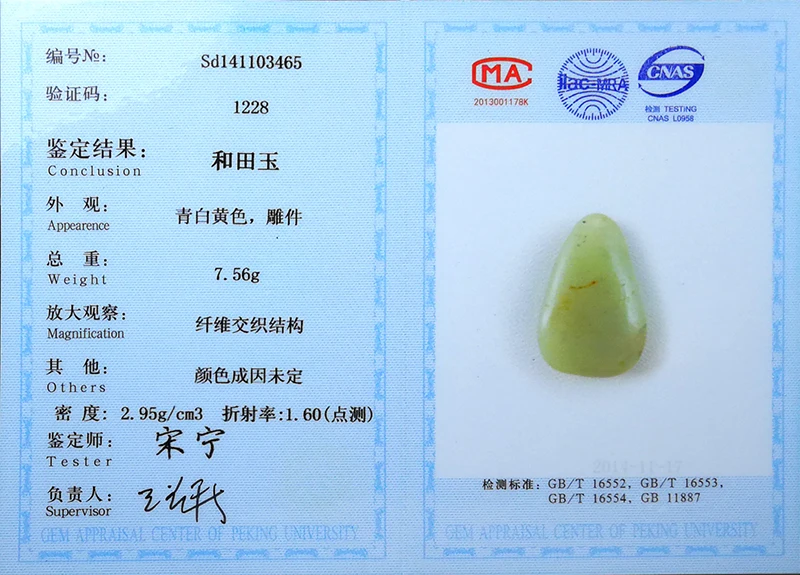 编号№: Sd141103465
验证码: 1228
鉴定结果: 和田玉
Conclusion
外 观: 青白黄色，雕件
Appearence
总 重: 7.56g
Weight
放大观察: 纤维交织结构
Magnification
其 他: 颜色成因未定
Others
密 度: 2.95g/cm3 折射率:1.60(点测)
鉴定师: 宋宁
Tester
负责人:
Supervisor
GEM APPRAISAL CENTER OF PEKING UNIVERSITY
MA
2013001178K
ilac-MRA
CNAS
检测 TESTING
CNAS L0958
2014-11-17
检测标准: GB/T 16552, GB/T 16553,
GB/T 16554, GB 11887
GEM APPRAISAL CENTER OF PEKING UNIVERSITY